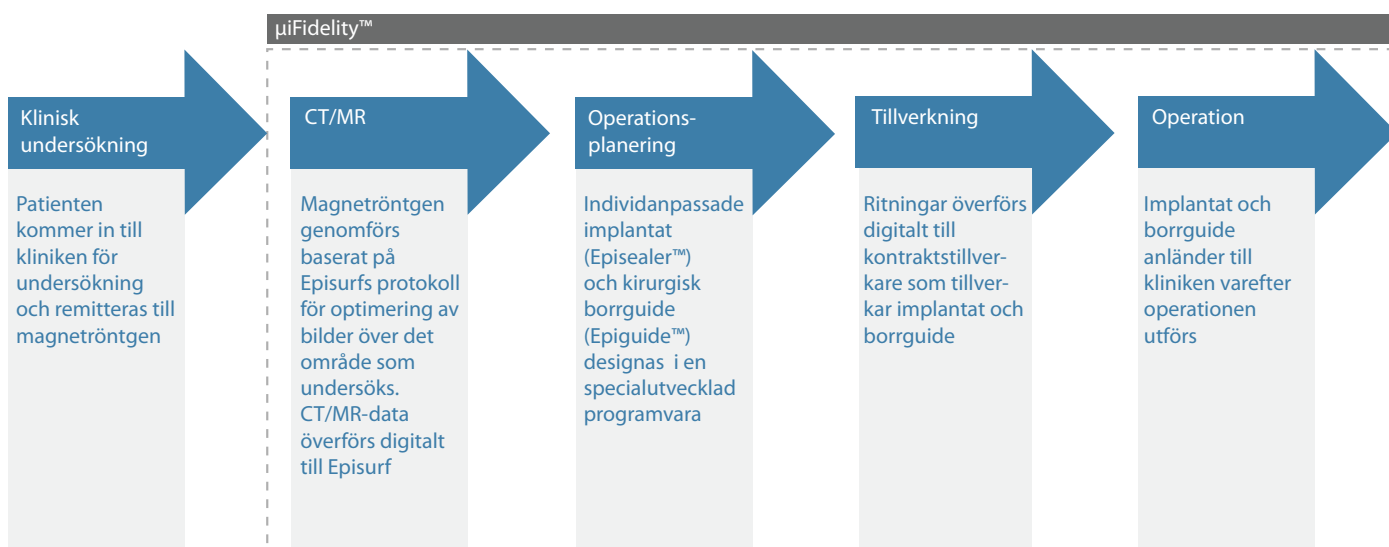 µiFidelity™
Klinisk
undersökning
Patienten
kommer in till
kliniken för
undersökning
och remitteras till
magnetröntgen
CT/MR
Magnetröntgen
genomförs
baserat på
Episurfs protokoll
för optimering av
bilder över det
område som
undersöks.
CT/MR-data
överförs digitalt
till Episurf
Operations-
planering
Individanpassade
implantat
(Episealer™)
och kirurgisk
borrguide
(Epiguide™)
designas i en
specialutvecklad
programvara
Tillverkning
Ritningar överförs
digitalt till
kontraktstillver-
kare som tillver-
kar implantat och
borrguide
Operation
Implantat och
borrguide
anländer till
kliniken varefter
operationen
utförs